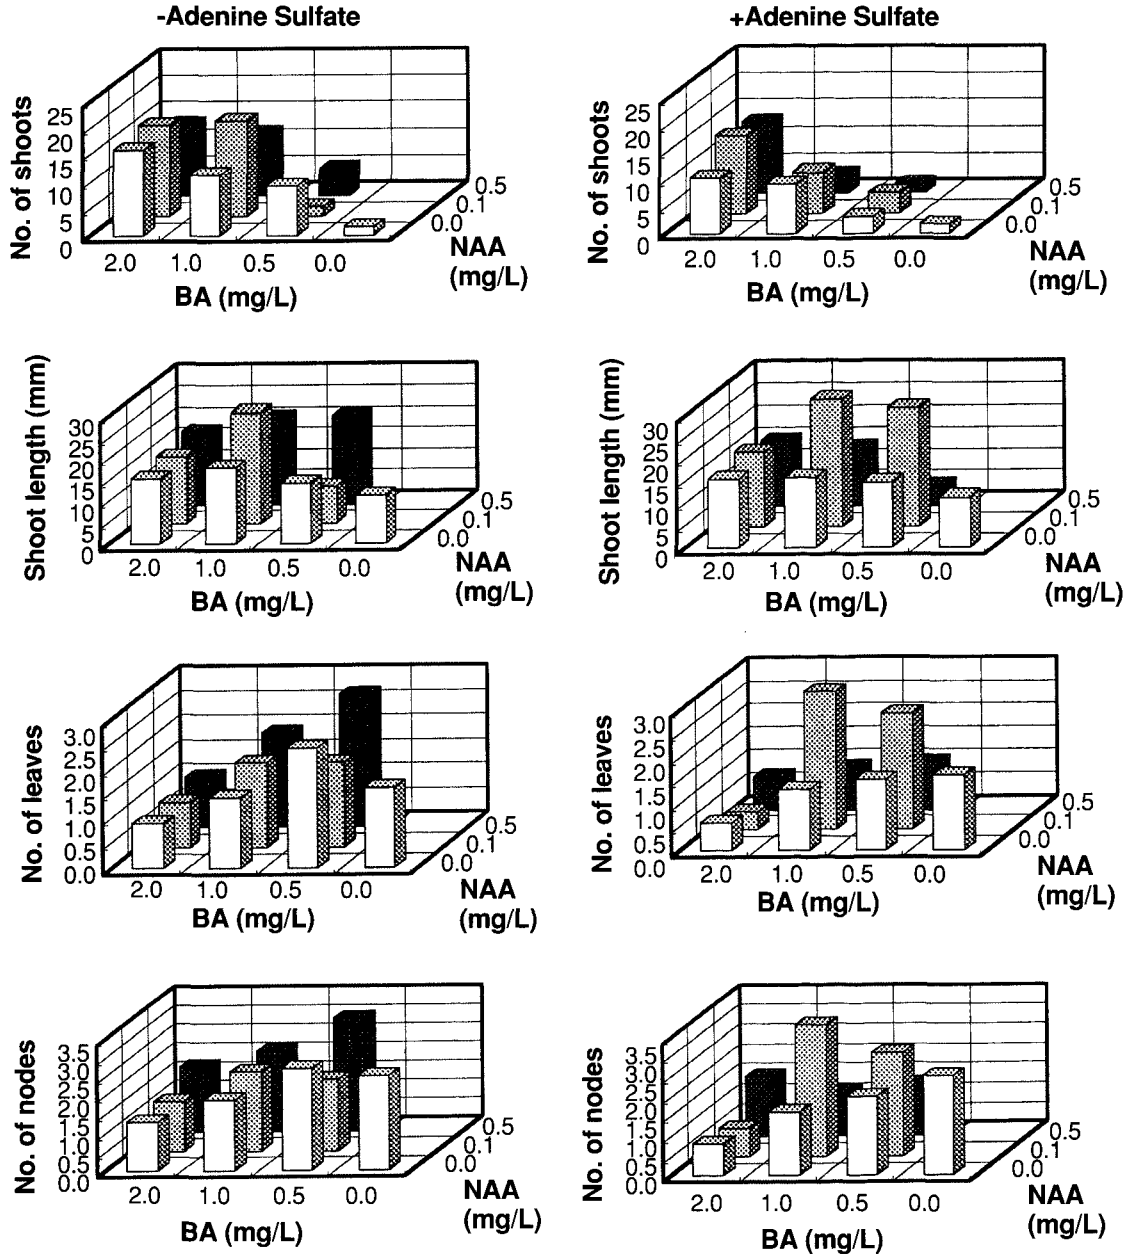 -Adenine Sulfate
+Adenine Sulfate
No. of shoots
25
20
15
10
5
0
2.0 1.0 0.5 0.0
BA (mg/L)
0.5
0.1
0.0
NAA
(mg/L)
No. of shoots
25
20
15
10
5
0
2.0 1.0 0.5 0.0
BA (mg/L)
0.5
0.1
0.0
NAA
(mg/L)
Shoot length (mm)
30
25
20
15
10
5
0
2.0 1.0 0.5 0.0
BA (mg/L)
0.5
0.1
0.0
NAA
(mg/L)
Shoot length (mm)
30
25
20
15
10
5
0
2.0 1.0 0.5 0.0
BA (mg/L)
0.5
0.1
0.0
NAA
(mg/L)
No. of leaves
3.0
2.5
2.0
1.5
1.0
0.5
0.0
2.0 1.0 0.5 0.0
BA (mg/L)
0.5
0.1
0.0
NAA
(mg/L)
No. of leaves
3.0
2.5
2.0
1.5
1.0
0.5
0.0
2.0 1.0 0.5 0.0
BA (mg/L)
0.5
0.1
0.0
NAA
(mg/L)
No. of nodes
3.5
3.0
2.5
2.0
1.5
1.0
0.5
0.0
2.0 1.0 0.5 0.0
BA (mg/L)
0.5
0.1
0.0
NAA
(mg/L)
No. of nodes
3.5
3.0
2.5
2.0
1.5
1.0
0.5
0.0
2.0 1.0 0.5 0.0
BA (mg/L)
0.5
0.1
0.0
NAA
(mg/L)